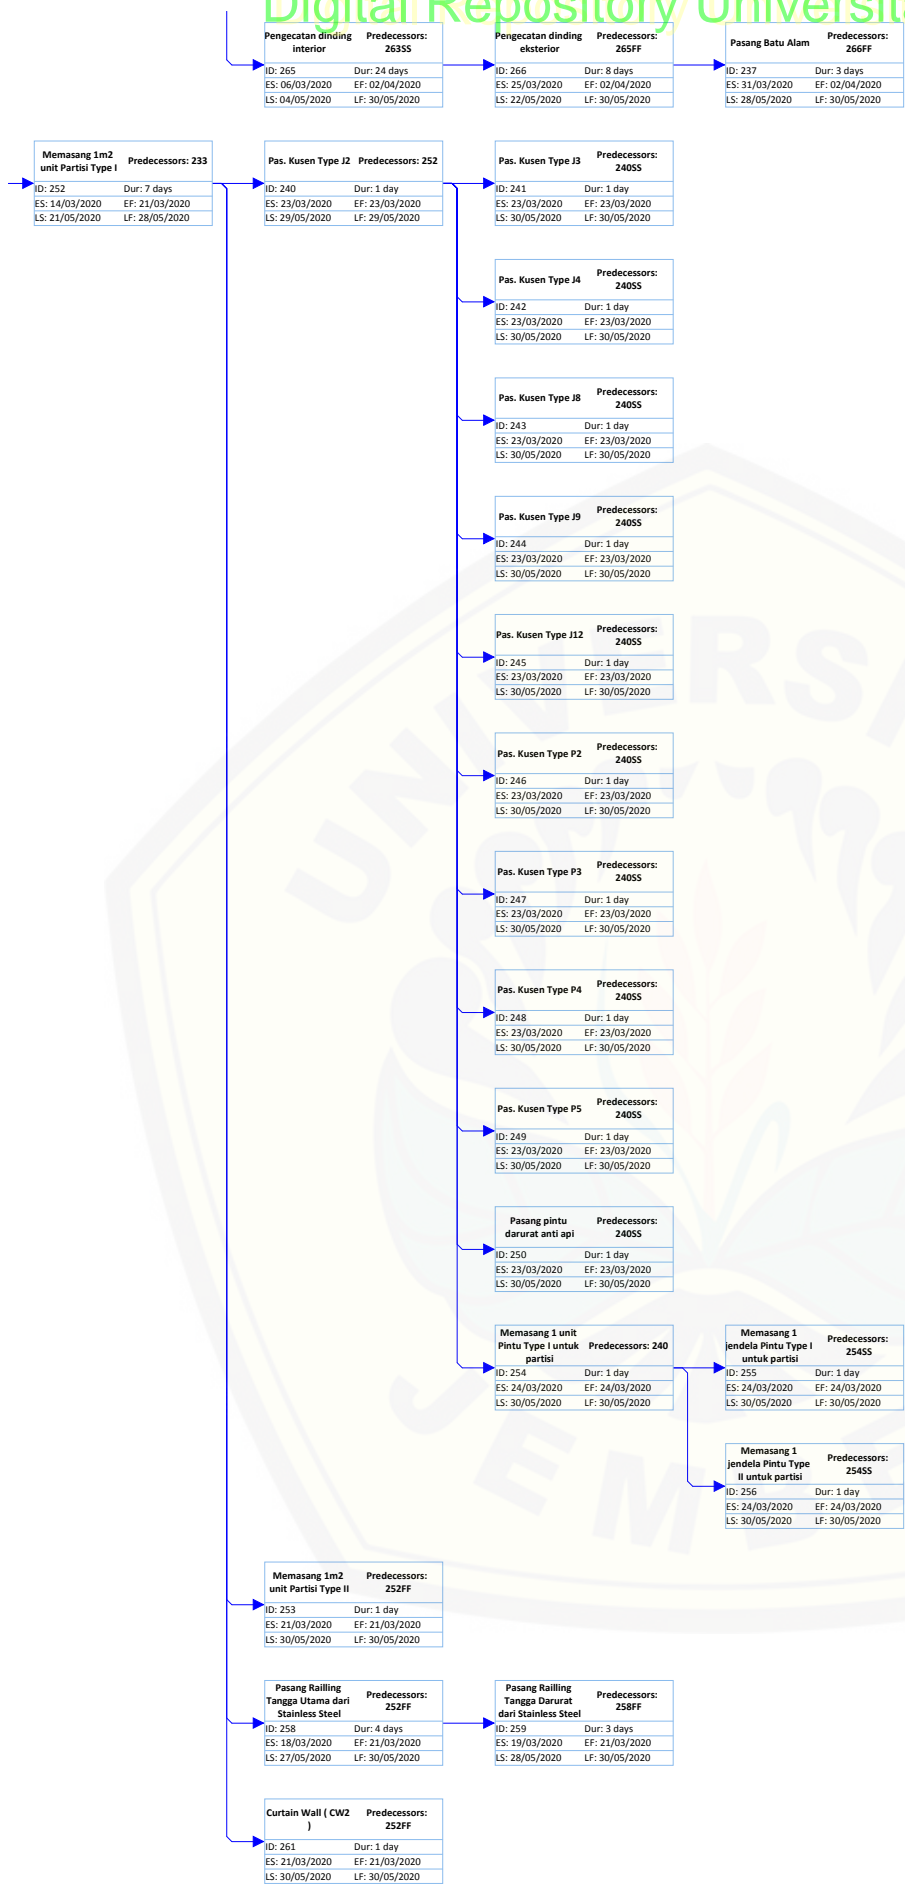 Digital Repository Universita
Pengecatan dinding interior Predecessors: 263SS
ID: 265 Dur: 24 days
ES: 06/03/2020 EF: 02/04/2020
LS: 04/05/2020 LF: 30/05/2020
Pengecatan dinding eksterior Predecessors: 265FF
ID: 266 Dur: 8 days
ES: 25/03/2020 EF: 02/04/2020
LS: 22/05/2020 LF: 30/05/2020
Pasang Batu Alam Predecessors: 266FF
ID: 237 Dur: 3 days
ES: 31/03/2020 EF: 02/04/2020
LS: 28/05/2020 LF: 30/05/2020
Memasang 1m2 unit Partisi Type I Predecessors: 233
ID: 252 Dur: 7 days
ES: 14/03/2020 EF: 21/03/2020
LS: 21/05/2020 LF: 28/05/2020
Pas. Kusen Type J2 Predecessors: 252
ID: 240 Dur: 1 day
ES: 23/03/2020 EF: 23/03/2020
LS: 29/05/2020 LF: 29/05/2020
Pas. Kusen Type J3 Predecessors: 240SS
ID: 241 Dur: 1 day
ES: 23/03/2020 EF: 23/03/2020
LS: 30/05/2020 LF: 30/05/2020
Pas. Kusen Type J4 Predecessors: 240SS
ID: 242 Dur: 1 day
ES: 23/03/2020 EF: 23/03/2020
LS: 30/05/2020 LF: 30/05/2020
Pas. Kusen Type J8 Predecessors: 240SS
ID: 243 Dur: 1 day
ES: 23/03/2020 EF: 23/03/2020
LS: 30/05/2020 LF: 30/05/2020
Pas. Kusen Type J9 Predecessors: 240SS
ID: 244 Dur: 1 day
ES: 23/03/2020 EF: 23/03/2020
LS: 30/05/2020 LF: 30/05/2020
Pas. Kusen Type J12 Predecessors: 240SS
ID: 245 Dur: 1 day
ES: 23/03/2020 EF: 23/03/2020
LS: 30/05/2020 LF: 30/05/2020
Pas. Kusen Type P2 Predecessors: 240SS
ID: 246 Dur: 1 day
ES: 23/03/2020 EF: 23/03/2020
LS: 30/05/2020 LF: 30/05/2020
Pas. Kusen Type P3 Predecessors: 240SS
ID: 247 Dur: 1 day
ES: 23/03/2020 EF: 23/03/2020
LS: 30/05/2020 LF: 30/05/2020
Pas. Kusen Type P4 Predecessors: 240SS
ID: 248 Dur: 1 day
ES: 23/03/2020 EF: 23/03/2020
LS: 30/05/2020 LF: 30/05/2020
Pas. Kusen Type P5 Predecessors: 240SS
ID: 249 Dur: 1 day
ES: 23/03/2020 EF: 23/03/2020
LS: 30/05/2020 LF: 30/05/2020
Pasang pintu darurat anti api Predecessors: 240SS
ID: 250 Dur: 1 day
ES: 23/03/2020 EF: 23/03/2020
LS: 30/05/2020 LF: 30/05/2020
Memasang 1 unit Pintu Type I untuk partisi Predecessors: 240
ID: 254 Dur: 1 day
ES: 24/03/2020 EF: 24/03/2020
LS: 30/05/2020 LF: 30/05/2020
Memasang 1 jendela Pintu Type I untuk partisi Predecessors: 254SS
ID: 255 Dur: 1 day
ES: 24/03/2020 EF: 24/03/2020
LS: 30/05/2020 LF: 30/05/2020
Memasang 1 jendela Pintu Type II untuk partisi Predecessors: 254SS
ID: 256 Dur: 1 day
ES: 24/03/2020 EF: 24/03/2020
LS: 30/05/2020 LF: 30/05/2020
Memasang 1m2 unit Partisi Type II Predecessors: 252FF
ID: 253 Dur: 1 day
ES: 21/03/2020 EF: 21/03/2020
LS: 30/05/2020 LF: 30/05/2020
Pasang Railling Tangga Utama dari Stainless Steel Predecessors: 252FF
ID: 258 Dur: 4 days
ES: 18/03/2020 EF: 21/03/2020
LS: 27/05/2020 LF: 30/05/2020
Pasang Railling Tangga Darurat dari Stainless Steel Predecessors: 258FF
ID: 259 Dur: 3 days
ES: 19/03/2020 EF: 21/03/2020
LS: 28/05/2020 LF: 30/05/2020
Curtain Wall ( CW2 ) Predecessors: 252FF
ID: 261 Dur: 1 day
ES: 21/03/2020 EF: 21/03/2020
LS: 30/05/2020 LF: 30/05/2020
UNIVERSI
JEMBE